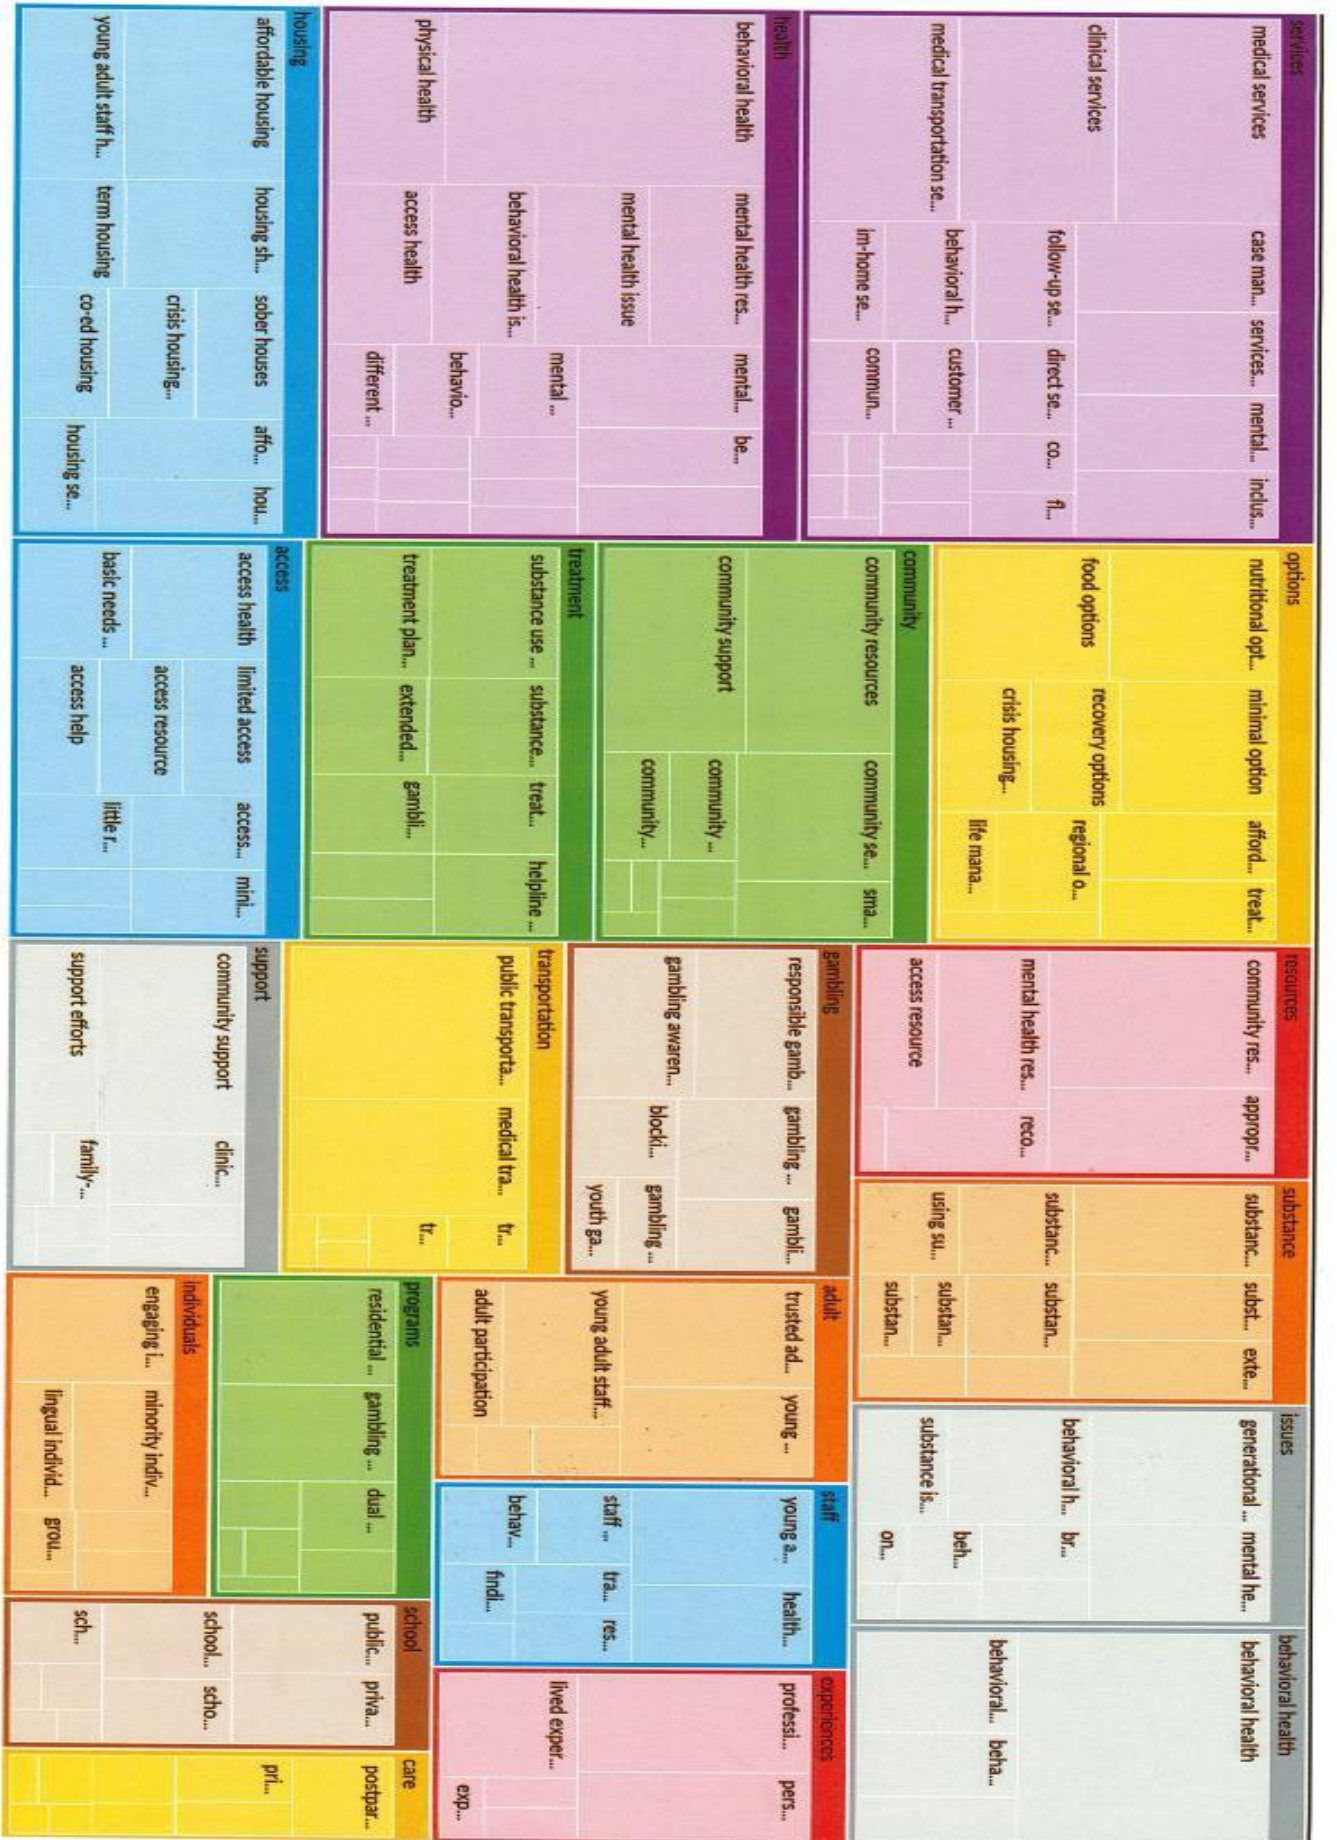 services
medical services
clinical services
medical transportation se...
case man...
services...
mental...
inclus...
follow-up se...
direct se...
co...
fl...
behavioral h...
customer ...
im-home se...
commun...
health
behavioral health
physical health
mental health res...
mental health issue
behavioral health is...
access health
mental...
be...
mental ...
behavio...
different ...
housing
affordable housing
young adult staff h...
housing sh...
term housing
sober houses
crisis housing...
co-ed housing
affo...
hou...
housing se...
options
nutritional opt...
food options
minimal option
recovery options
crisis housing...
afford...
treat...
regional o...
life mana...
community
community resources
community support
community se...
sma...
community ...
community...
treatment
substance use ...
treatment plan...
substance...
extended...
treat...
gambli...
helpline ...
access
access health
basic needs ...
limited access
access resource
access help
access...
mini...
little r...
resources
community res...
mental health res...
access resource
appropr...
reco...
gambling
responsible gamb...
gambling awaren...
gambling ...
gambli...
blocki...
gambling ...
youth ga...
transportation
public transporta...
medical tra...
tr...
tr...
support
community support
support efforts
clinic...
family-...
substance
substanc...
substanc...
using su...
subst...
exte...
substan...
substan...
substan...
adult
trusted ad...
young adult staff...
adult participation
young ...
programs
residential ...
gambling ...
dual ...
individuals
engaging i...
minority indiv...
lingual individ...
grou...
issues
generational ...
behavioral h...
substance is...
mental he...
br...
beh...
on...
staff
young a...
health...
staff ...
behav...
tra...
res...
findi...
school
public...
priva...
school...
scho...
sch...
behavioral health
behavioral health
behavioral...
beha...
experiences
professi...
pers...
lived exper...
exp...
care
postpar...
pri...